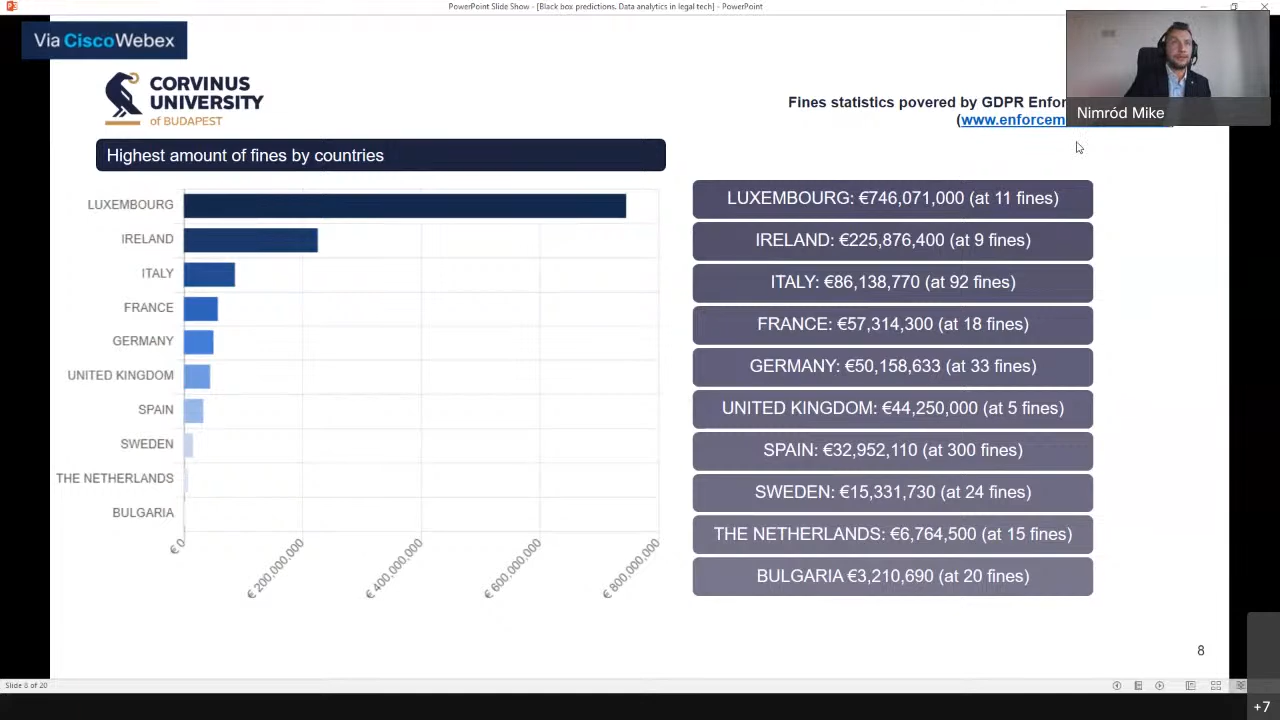 PowerPoint Slide Show - [Black box predictions. Data analytics in legal tech] - PowerPoint
Via CiscoWebex
CORVINUS
UNIVERSITY
of BUDAPEST
Fines statistics povered by GDPR
(www.enforcem
Nimród Mike
Highest amount of fines by countries
LUXEMBOURG
IRELAND
ITALY
FRANCE
GERMANY
UNITED KINGDOM
SPAIN
SWEDEN
THE NETHERLANDS
BULGARIA
€ 0
€ 200,000,000
€ 400,000,000
€ 600,000,000
€ 800,000,000
LUXEMBOURG: €746,071,000 (at 11 fines)
IRELAND: €225,876,400 (at 9 fines)
ITALY: €86,138,770 (at 92 fines)
FRANCE: €57,314,300 (at 18 fines)
GERMANY: €50,158,633 (at 33 fines)
UNITED KINGDOM: €44,250,000 (at 5 fines)
SPAIN: €32,952,110 (at 300 fines)
SWEDEN: €15,331,730 (at 24 fines)
THE NETHERLANDS: €6,764,500 (at 15 fines)
BULGARIA €3,210,690 (at 20 fines)
8
Slide 8 of 20
+7